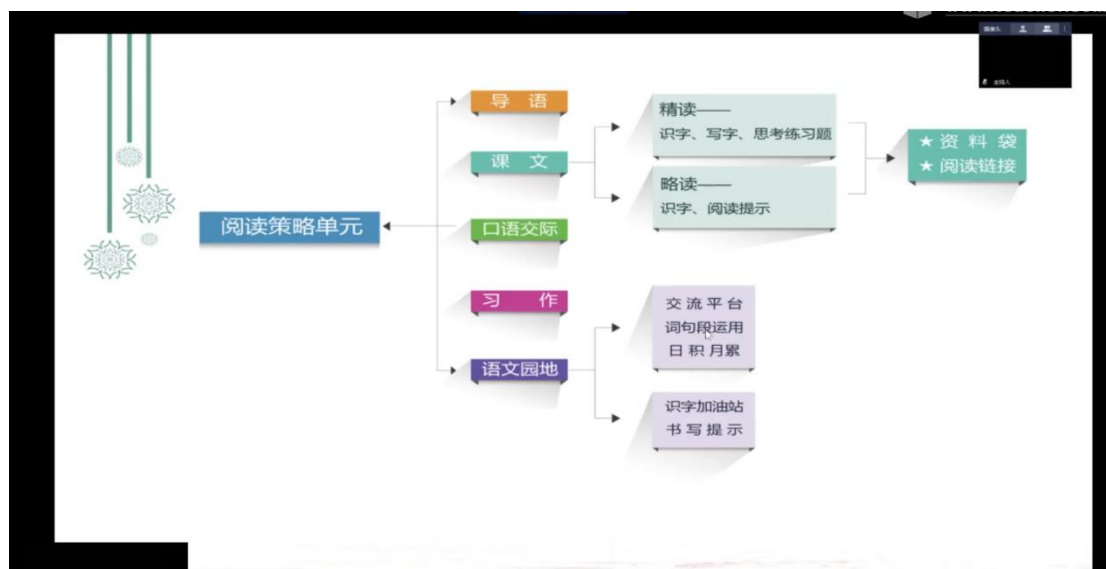 导 语
精读——
识字、写字、思考练习题
★ 资 料 袋
★ 阅读链接
课 文
略读——
识字、阅读提示
阅读策略单元
口语交际
习 作
交 流 平 台
词句段运用
日 积 月 累
语文园地
识字加油站
书 写 提 示